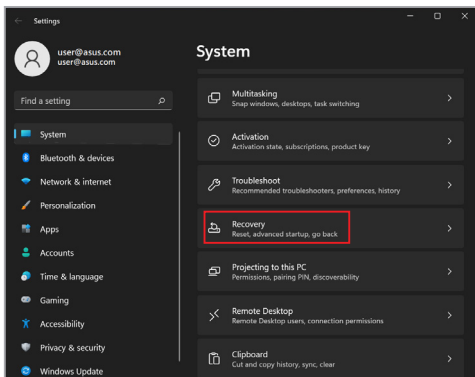 Settings
user@asus.com
user@asus.com
Find a setting
System
Bluetooth & devices
Network & internet
Personalization
Apps
Accounts
Time & language
Gaming
Accessibility
Privacy & security
Windows Update
System
Multitasking
Snap windows, desktops, task switching
Activation
Activation state, subscriptions, product key
Troubleshoot
Recommended troubleshooters, preferences, history
Recovery
Reset, advanced startup, go back
Projecting to this PC
Permissions, pairing PIN, discoverability
Remote Desktop
Remote Desktop users, connection permissions
Clipboard
Cut and copy history, sync, clear